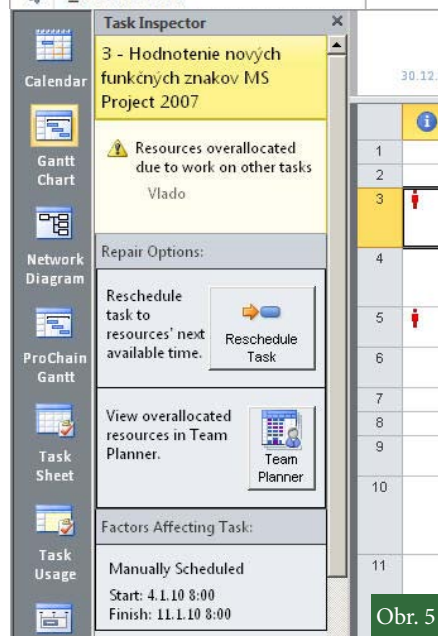 Task Inspector
Calendar
Gantt
Chart
Network
Diagram
ProChain
Gantt
Task
Sheet
Task
Usage
3 - Hodnotenie nových
funkčných znakov MS
Project 2007
Resources overallocated
due to work on other tasks
Vlado
Repair Options:
Reschedule
task to
resources' next
available time.
Reschedule
Task
View overallocated
resources in Team
Planner.
Team
Planner
Factors Affecting Task:
Manually Scheduled
Start: 4.1.10 8:00
Finish: 11.1.10 8:00
30.12.
1
2
3
4
5
6
7
8
9
10
11
Obr. 5